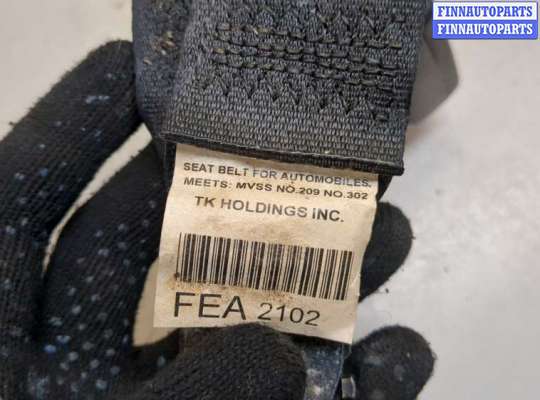 FINNAUTOPARTS
FINNAUTOPARTS
SEAT BELT FOR AUTOMOBILES.
MEETS: MVSS NO.209 NO.302
TK HOLDINGS INC.
FEA 2102